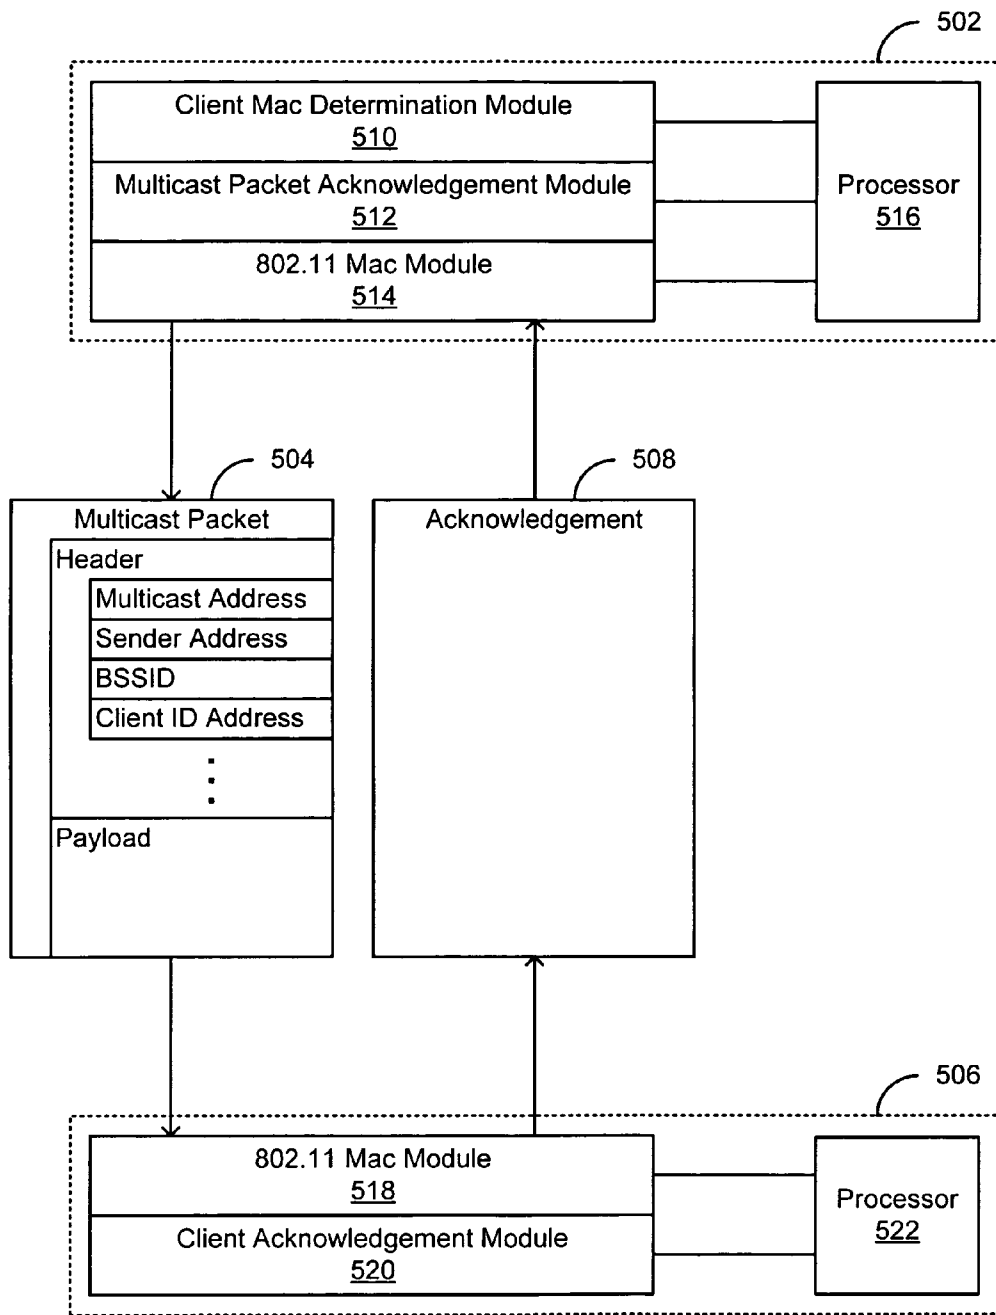 502
Client Mac Determination Module
510
Multicast Packet Acknowledgement Module
512
802.11 Mac Module
514
Processor
516
504
Multicast Packet
Header
Multicast Address
Sender Address
BSSID
Client ID Address
Payload
508
Acknowledgement
506
802.11 Mac Module
518
Client Acknowledgement Module
520
Processor
522